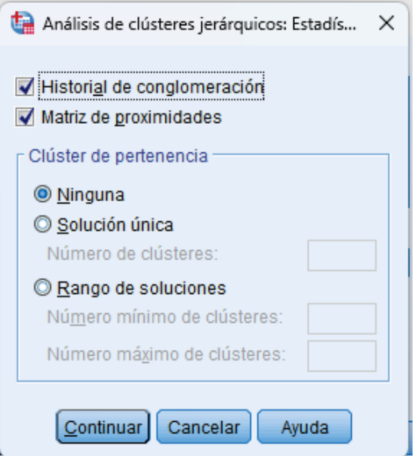 Análisis de clústeres jerárquicos: Estadís...
Historial de conglomeración
Matriz de proximidades
Clúster de pertenencia
Ninguna
Solución única
Número de clústeres:
Rango de soluciones
Número mínimo de clústeres:
Número máximo de clústeres:
Continuar Cancelar Ayuda